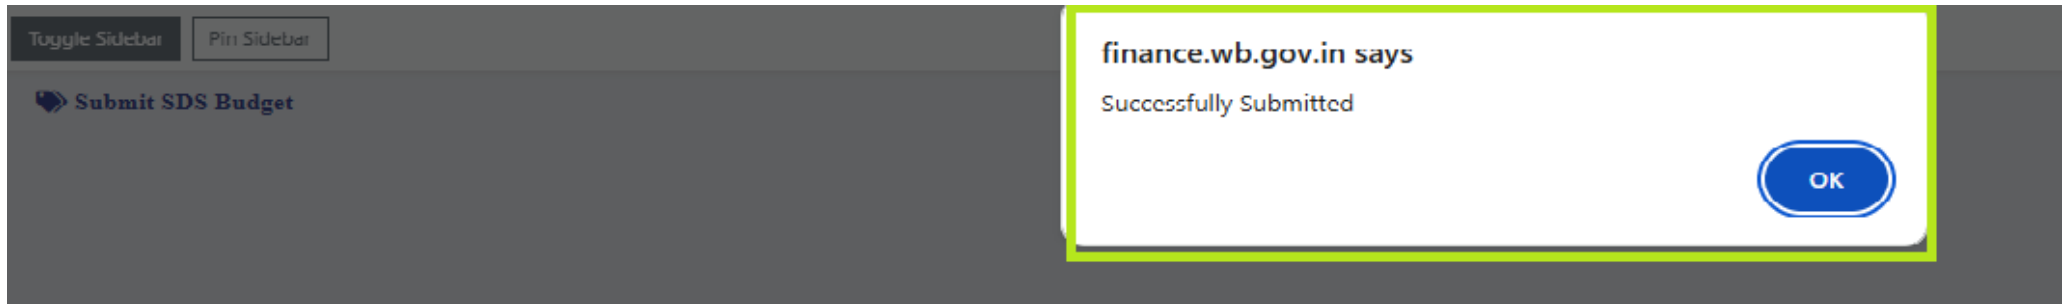 Toggle Sidebar Pin Sidebar
Submit SDS Budget
finance.wb.gov.in says
Successfully Submitted
OK